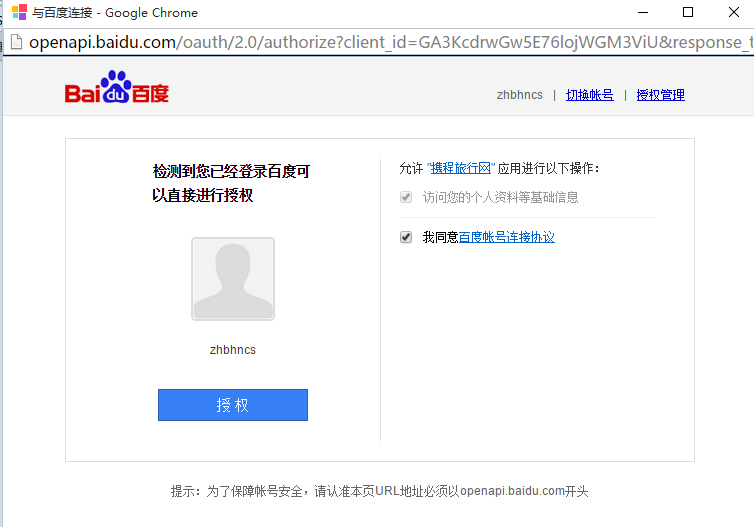 与百度连接 - Google Chrome
openapi.baidu.com/oauth/2.0/authorize?client_id=GA3KcdrwGw5E76lojWGM3ViU&response_t
Bai du 百度
zhbhncs | 切换帐号 | 授权管理
检测到您已经登录百度可
以直接进行授权
zhbhncs
授权
允许 "携程旅行网" 应用进行以下操作：
访问您的个人资料等基础信息
我同意百度帐号连接协议
提示：为了保障帐号安全，请认准本页URL地址必须以openapi.baidu.com开头